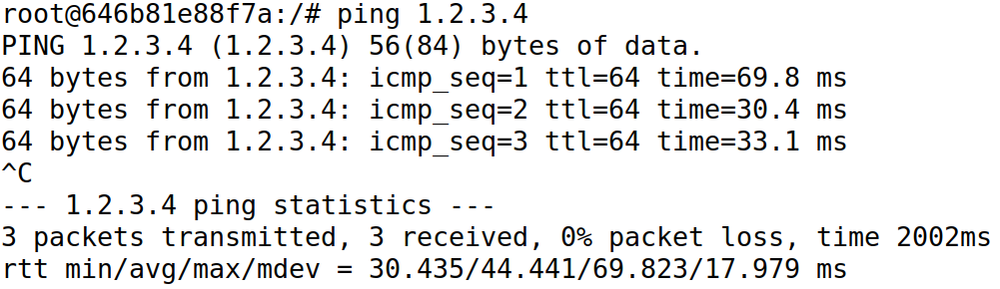 root@646b81e88f7a:/# ping 1.2.3.4
PING 1.2.3.4 (1.2.3.4) 56(84) bytes of data.
64 bytes from 1.2.3.4: icmp_seq=1 ttl=64 time=69.8 ms
64 bytes from 1.2.3.4: icmp_seq=2 ttl=64 time=30.4 ms
64 bytes from 1.2.3.4: icmp_seq=3 ttl=64 time=33.1 ms
^C
--- 1.2.3.4 ping statistics ---
3 packets transmitted, 3 received, 0% packet loss, time 2002ms
rtt min/avg/max/mdev = 30.435/44.441/69.823/17.979 ms